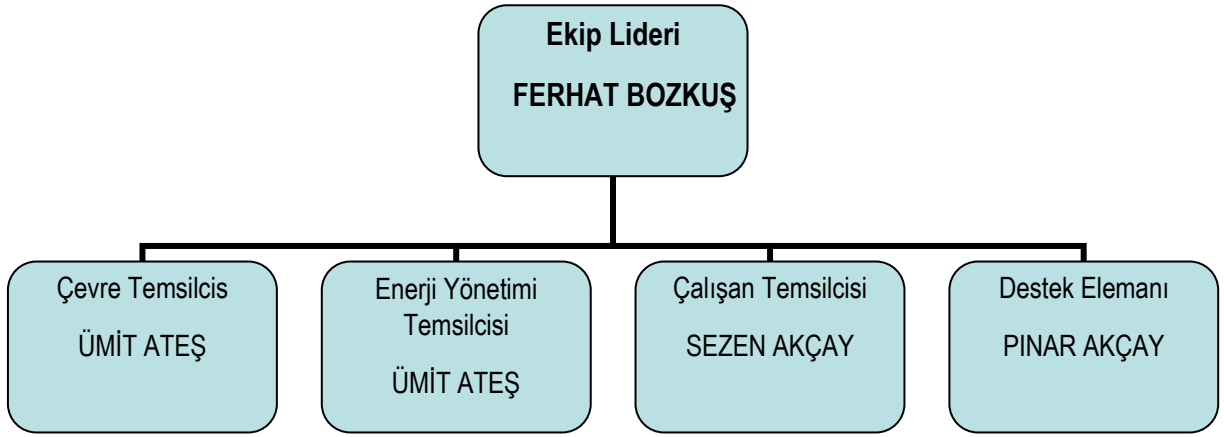 Ekip Lideri
FERHAT BOZKUŞ
Çevre Temsilcis
ÜMİT ATEŞ
Enerji Yönetimi
Temsilcisi
ÜMİT ATEŞ
Çalışan Temsilcisi
SEZEN AKÇAY
Destek Elemanı
PINAR AKÇAY